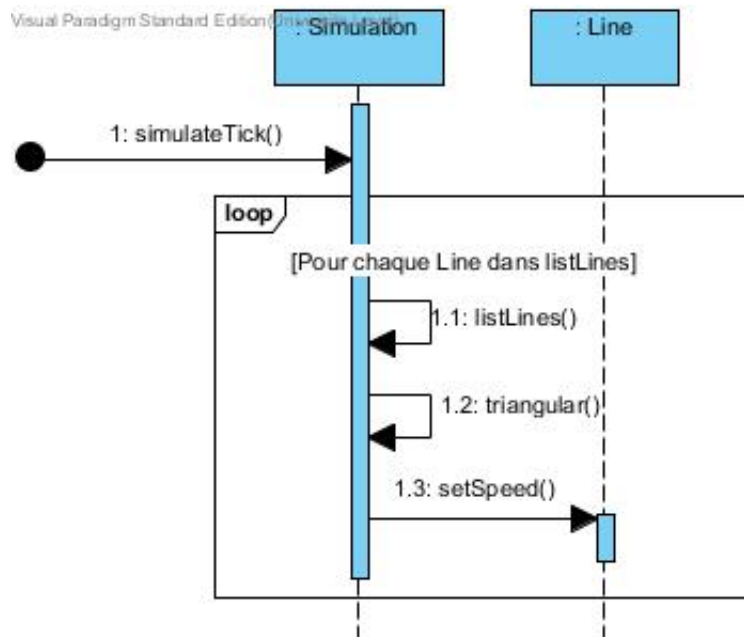 Visual Paradigm Standard Edition
: Simulation
: Line
1: simulateTick()
loop
[Pour chaque Line dans listLines]
1.1: listLines()
1.2: triangular()
1.3: setSpeed()